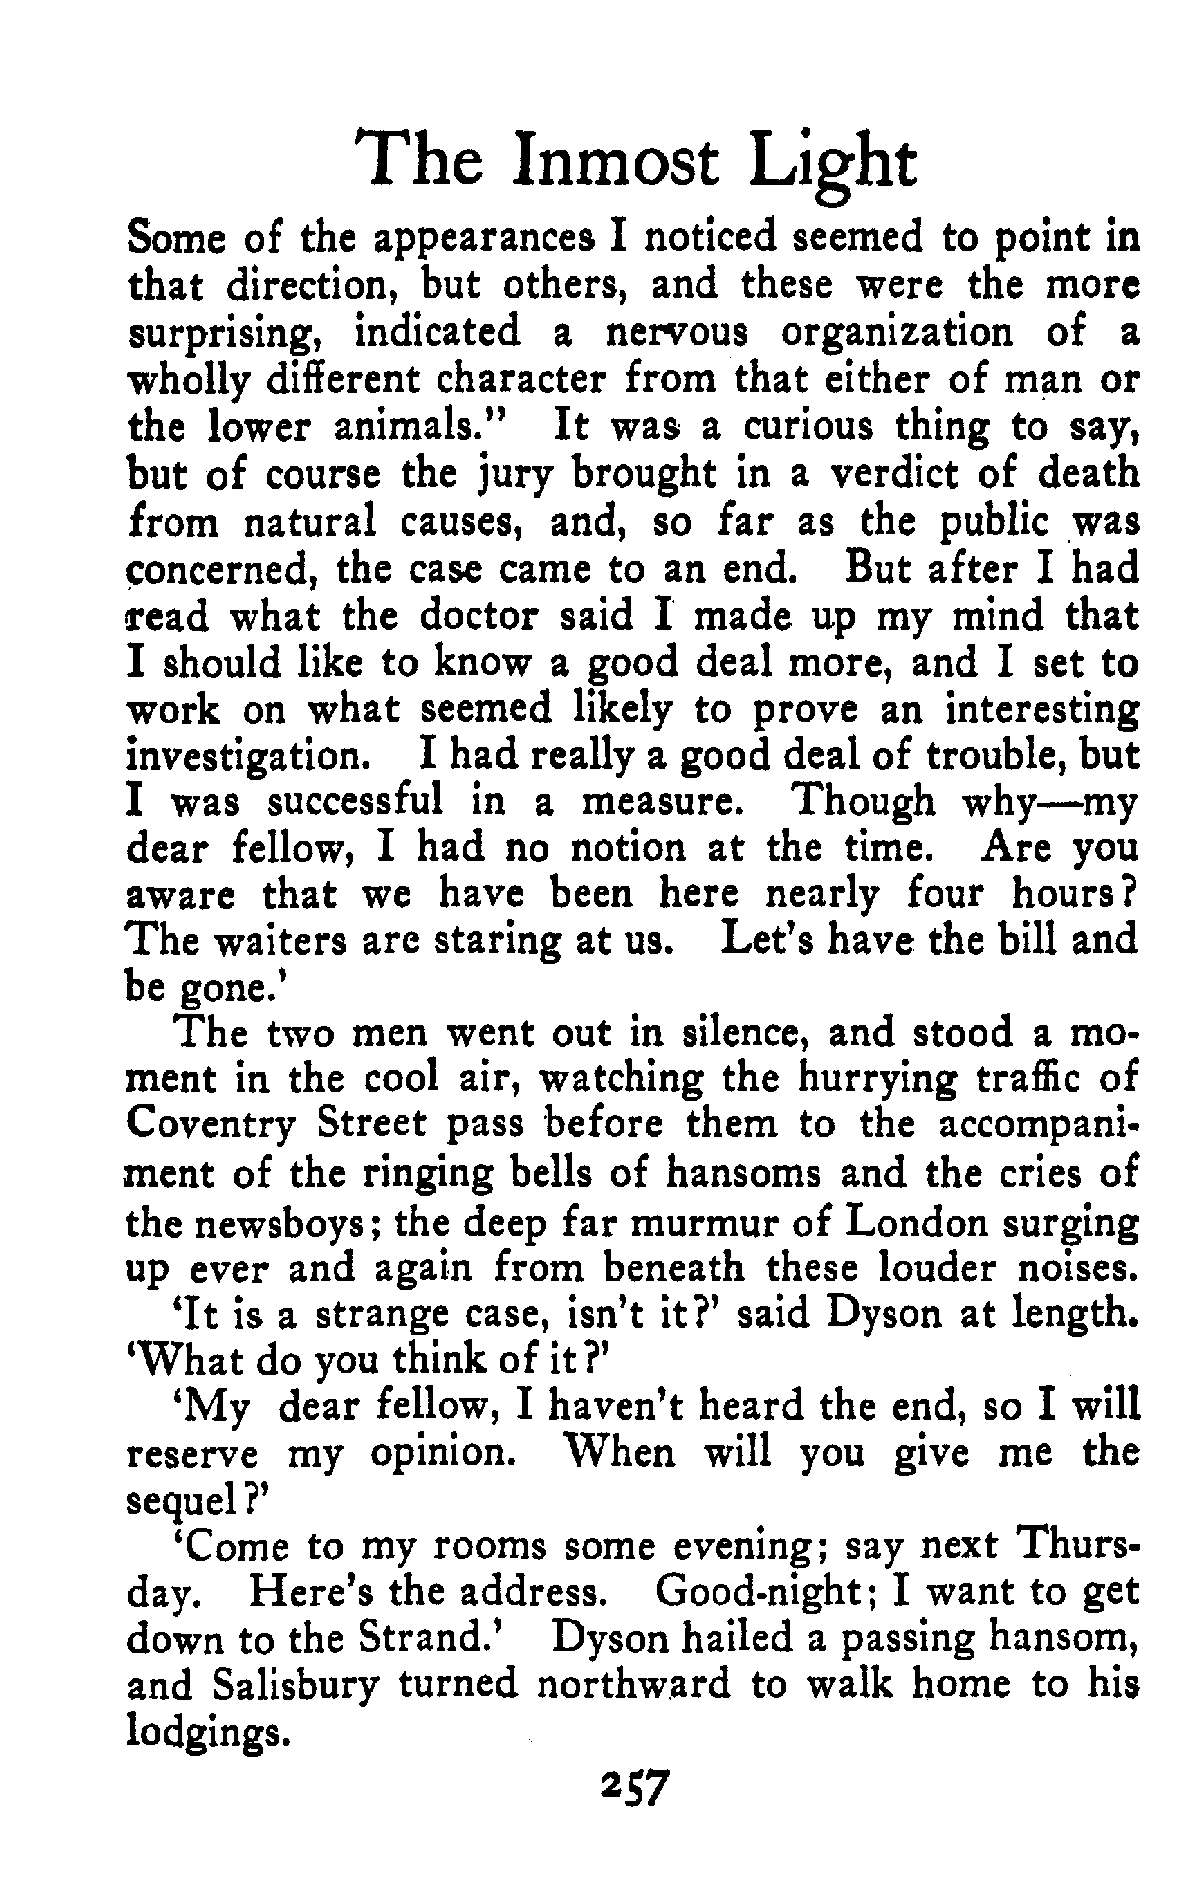 The Inmost Light
Some of the appearances I noticed seemed to point in
that direction, but others, and these were the more
surprising, indicated a nervous organization of a
wholly different character from that either of man or
the lower animals." It was a curious thing to say,
but of course the jury brought in a verdict of death
from natural causes, and, so far as the public was
concerned, the case came to an end. But after I had
read what the doctor said I made up my mind that
I should like to know a good deal more, and I set to
work on what seemed likely to prove an interesting
investigation. I had really a good deal of trouble, but
I was successful in a measure. Though why—my
dear fellow, I had no notion at the time. Are you
aware that we have been here nearly four hours?
The waiters are staring at us. Let's have the bill and
be gone.'
The two men went out in silence, and stood a mo-
ment in the cool air, watching the hurrying traffic of
Coventry Street pass before them to the accompani-
ment of the ringing bells of hansoms and the cries of
the newsboys; the deep far murmur of London surging
up ever and again from beneath these louder noises.
'It is a strange case, isn't it?' said Dyson at length.
'What do you think of it?'
'My dear fellow, I haven't heard the end, so I will
reserve my opinion. When will you give me the
sequel?'
'Come to my rooms some evening; say next Thurs-
day. Here's the address. Good-night; I want to get
down to the Strand.' Dyson hailed a passing hansom,
and Salisbury turned northward to walk home to his
lodgings.
257